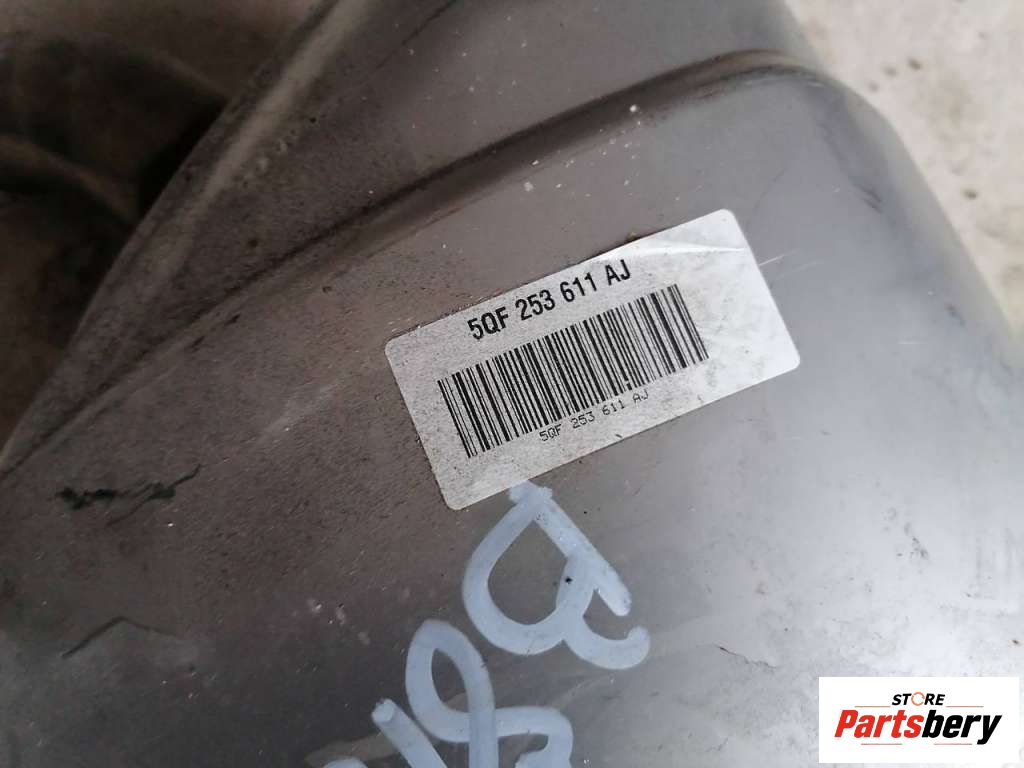 5QF 253 611 AJ
5QF 253 611 AJ
STORE
Partsbery